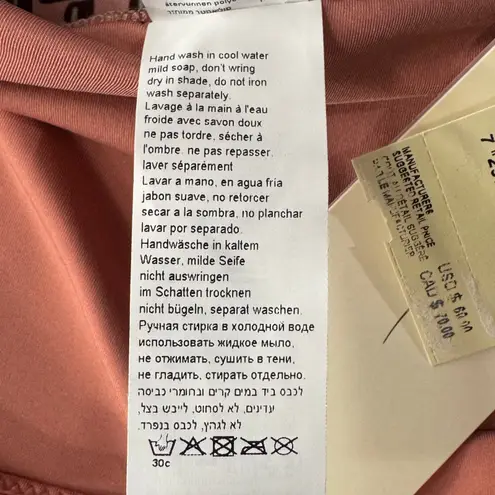 Hand wash in cool water
mild soap, don't wring
dry in shade, do not iron
wash separately.
Lavage à la main à l'eau
froide avec savon doux
ne pas tordre, sécher à
l'ombre. ne pas repasser.
laver séparément
Lavar a mano, en agua fria
jabon suave, no retorcer
secar a la sombra, no planchar
lavar por separado.
Handwäsche in kaltem
Wasser, milde Seife
nicht auswringen
im Schatten trocknen
nicht bügeln, separat waschen.
Ручная стирка в холодной воде
использовать жидкое мыло,
не отжимать, сушить в тени,
не гладить, стирать отдельно.
לכבס ביד במים קרים ובחומרי כביסה
עדינים, לא לסחוט, לייבש בצל,
לא לגהץ, לכבס בנפרד.
30c
MANUFACTURERS
SUGGESTED RETAIL PRICE
USD $ 60.00
CAD $ 70.00